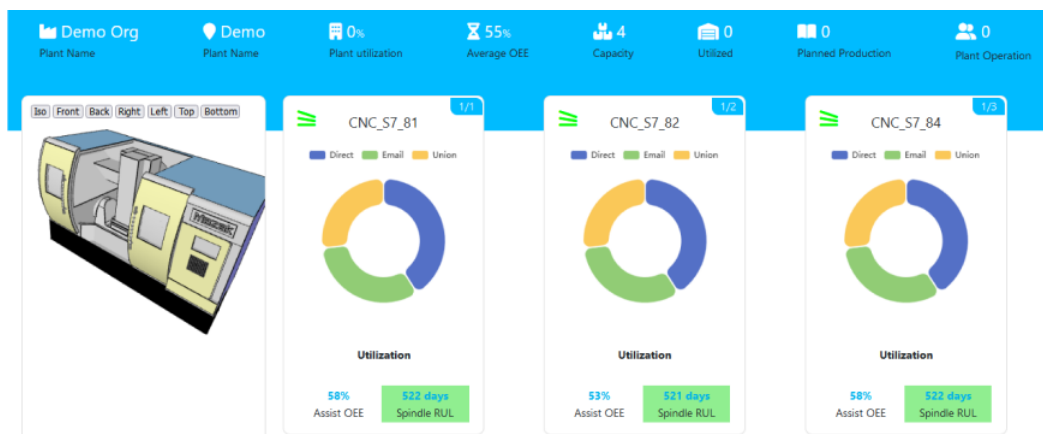 Demo Org
Plant Name
Demo
Plant Name
0%
Plant utilization
55%
Average OEE
4
Capacity
0
Utilized
0
Planned Production
0
Plant Operation
Iso Front Back Right Left Top Bottom
Mazak
1/1
CNC_S7_81
Direct Email Union
Utilization
58%
Assist OEE
522 days
Spindle RUL
1/2
CNC_S7_82
Direct Email Union
Utilization
53%
Assist OEE
521 days
Spindle RUL
1/3
CNC_S7_84
Direct Email Union
Utilization
58%
Assist OEE
522 days
Spindle RUL